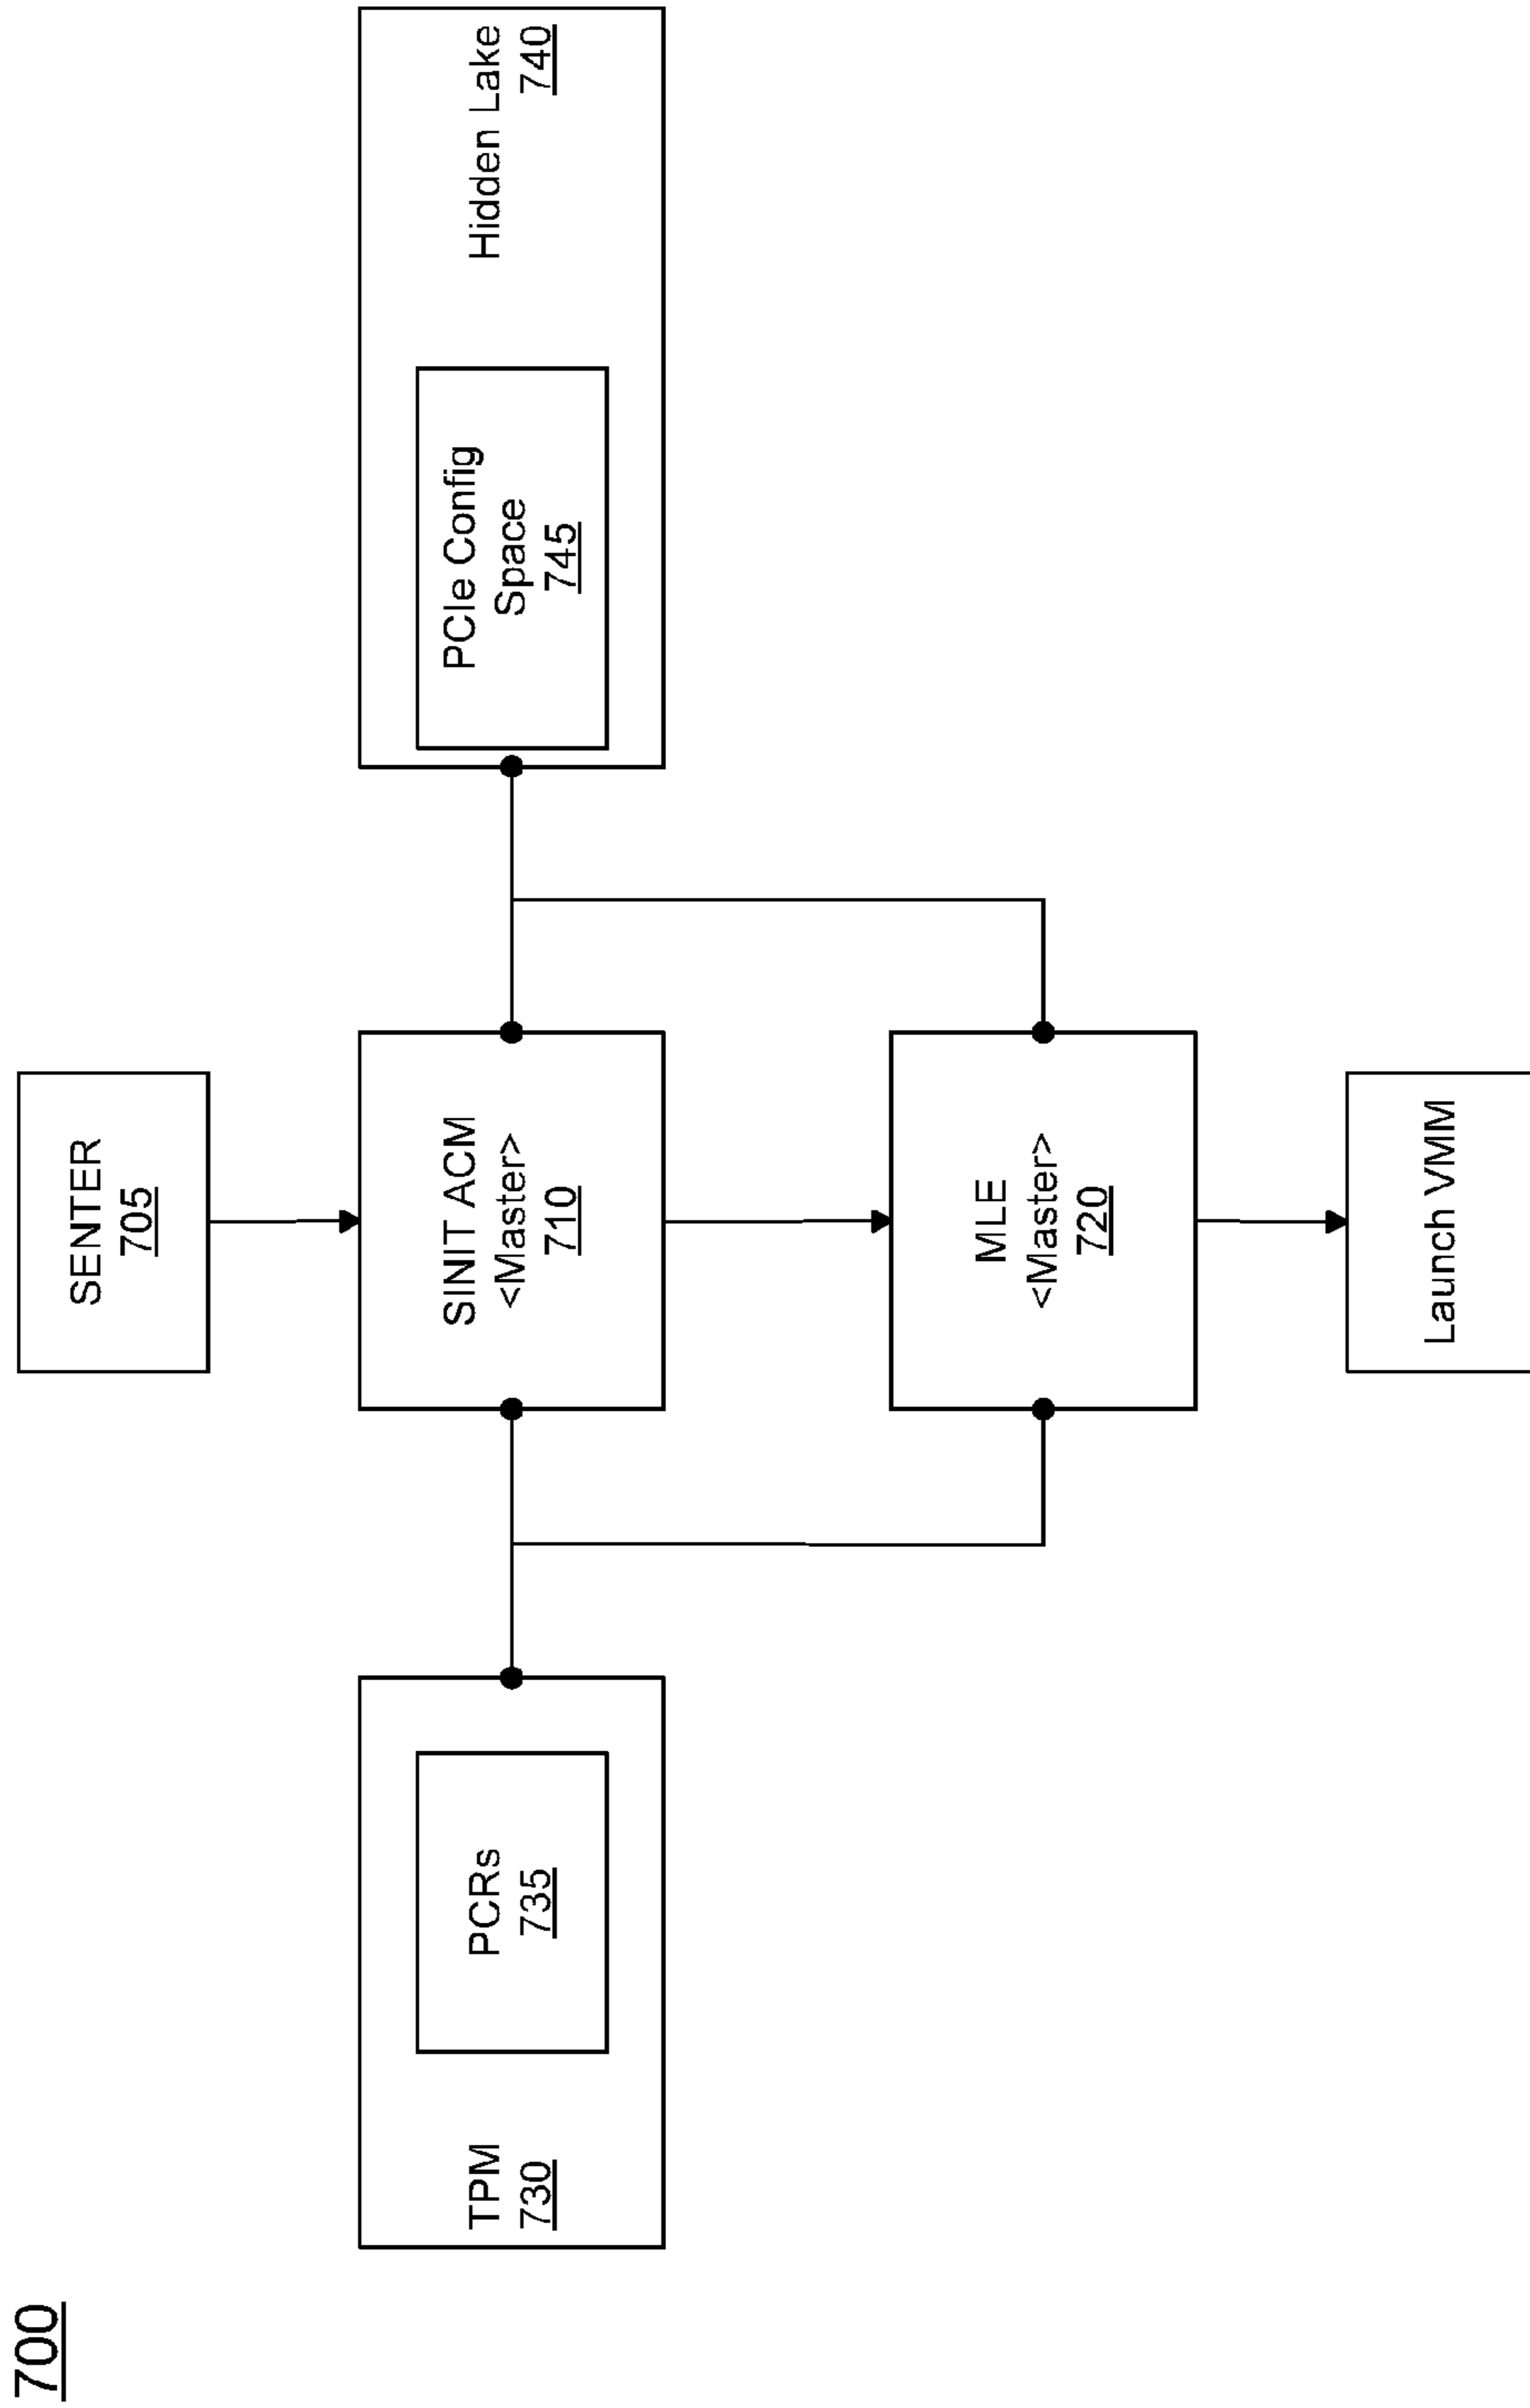 700
SENTER
705
TPM
730
PCRs
735
SINIT ACM
<Master>
710
PCIe Config
Space
745
Hidden Lake
740
MLE
<Master>
720
Launch VMM